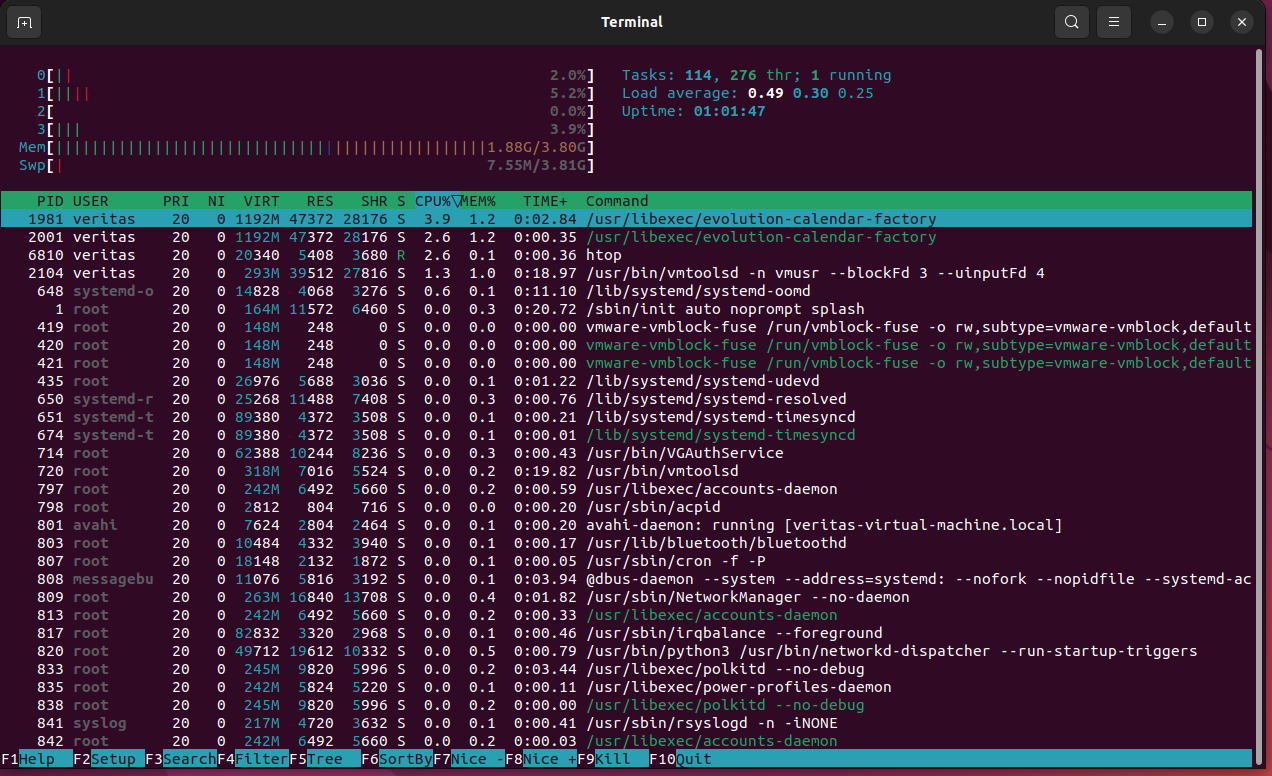 Terminal
0[|| 2.0%] Tasks: 114, 276 thr; 1 running
1[|||| 5.2%] Load average: 0.49 0.30 0.25
2[ 0.0%] Uptime: 01:01:47
3[||| 3.9%]
Mem[||||||||||||||||||||||||||||||||||||||||||||||||1.88G/3.80G]
Swp[| 7.55M/3.81G]
PID USER PRI NI VIRT RES SHR S CPU%▽MEM% TIME+ Command
1981 veritas 20 0 1192M 47372 28176 S 3.9 1.2 0:02.84 /usr/libexec/evolution-calendar-factory
2001 veritas 20 0 1192M 47372 28176 S 2.6 1.2 0:00.35 /usr/libexec/evolution-calendar-factory
6810 veritas 20 0 20340 5408 3680 R 2.6 0.1 0:00.36 htop
2104 veritas 20 0 293M 39512 27816 S 1.3 1.0 0:18.97 /usr/bin/vmtoolsd -n vmusr --blockFd 3 --uinputFd 4
648 systemd-o 20 0 14828 4068 3276 S 0.6 0.1 0:11.10 /lib/systemd/systemd-oomd
1 root 20 0 164M 11572 6460 S 0.0 0.3 0:20.72 /sbin/init auto noprompt splash
419 root 20 0 148M 248 0 S 0.0 0.0 0:00.00 vmware-vmblock-fuse /run/vmblock-fuse -o rw,subtype=vmware-vmblock,default
420 root 20 0 148M 248 0 S 0.0 0.0 0:00.00 vmware-vmblock-fuse /run/vmblock-fuse -o rw,subtype=vmware-vmblock,default
421 root 20 0 148M 248 0 S 0.0 0.0 0:00.00 vmware-vmblock-fuse /run/vmblock-fuse -o rw,subtype=vmware-vmblock,default
435 root 20 0 26976 5688 3036 S 0.0 0.1 0:01.22 /lib/systemd/systemd-udevd
650 systemd-r 20 0 25268 11488 7408 S 0.0 0.3 0:00.76 /lib/systemd/systemd-resolved
651 systemd-t 20 0 89380 4372 3508 S 0.0 0.1 0:00.21 /lib/systemd/systemd-timesyncd
674 systemd-t 20 0 89380 4372 3508 S 0.0 0.1 0:00.01 /lib/systemd/systemd-timesyncd
714 root 20 0 62388 10244 8236 S 0.0 0.3 0:00.43 /usr/bin/VGAuthService
720 root 20 0 318M 7016 5524 S 0.0 0.2 0:19.82 /usr/bin/vmtoolsd
797 root 20 0 242M 6492 5660 S 0.0 0.2 0:00.59 /usr/libexec/accounts-daemon
798 root 20 0 2812 804 716 S 0.0 0.0 0:00.20 /usr/sbin/acpid
801 avahi 20 0 7624 2804 2464 S 0.0 0.1 0:00.20 avahi-daemon: running [veritas-virtual-machine.local]
803 root 20 0 10484 4332 3940 S 0.0 0.1 0:00.17 /usr/lib/bluetooth/bluetoothd
807 root 20 0 18148 2132 1872 S 0.0 0.1 0:00.05 /usr/sbin/cron -f -P
808 messagebu 20 0 11076 5816 3192 S 0.0 0.1 0:03.94 @dbus-daemon --system --address=systemd: --nofork --nopidfile --systemd-ac
809 root 20 0 263M 16840 13708 S 0.0 0.4 0:01.82 /usr/sbin/NetworkManager --no-daemon
813 root 20 0 242M 6492 5660 S 0.0 0.2 0:00.33 /usr/libexec/accounts-daemon
817 root 20 0 82832 3320 2968 S 0.0 0.1 0:00.46 /usr/sbin/irqbalance --foreground
820 root 20 0 49712 19612 10332 S 0.0 0.5 0:00.79 /usr/bin/python3 /usr/bin/networkd-dispatcher --run-startup-triggers
833 root 20 0 245M 9820 5996 S 0.0 0.2 0:03.44 /usr/libexec/polkitd --no-debug
835 root 20 0 242M 5824 5220 S 0.0 0.1 0:00.11 /usr/libexec/power-profiles-daemon
838 root 20 0 245M 9820 5996 S 0.0 0.2 0:00.00 /usr/libexec/polkitd --no-debug
841 syslog 20 0 217M 4720 3632 S 0.0 0.1 0:00.41 /usr/sbin/rsyslogd -n -iNONE
842 root 20 0 242M 6492 5660 S 0.0 0.2 0:00.03 /usr/libexec/accounts-daemon
F1Help F2Setup F3SearchF4FilterF5Tree F6SortByF7Nice -F8Nice +F9Kill F10Quit